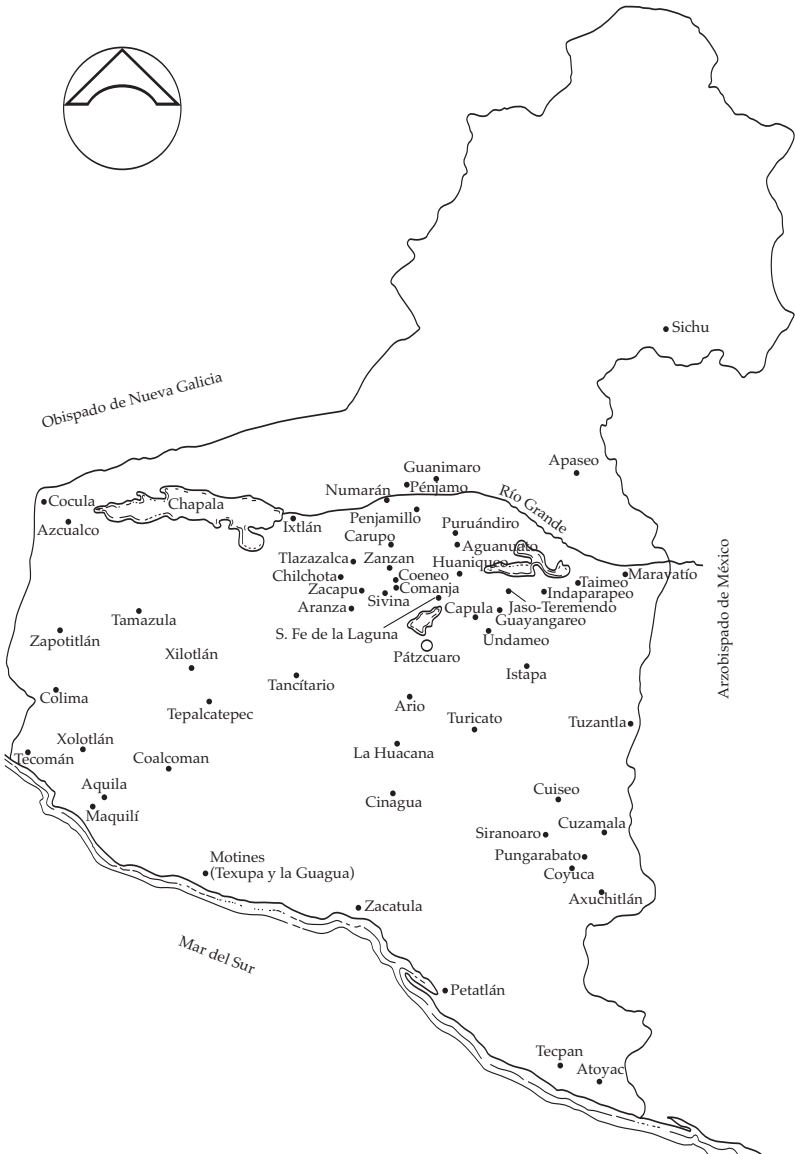 Sichu
Obispado de Nueva Galicia
Apaseo
Guanimaro
Pénjamo
Numarán
Río Grande
Cocula
Chapala
Azcualco
Ixtlán
Penjamillo
Puruándiro
Carupo
Aguanuato
Tlazazalca
Zanzan
Huaniqueo
Chilchota
Coeneo
Taimeo
Marayatío
Zacapu
Comanja
Indaparapeo
Sivina
Aranza
Capula
Jaso-Teremendo
Guayangareo
Tamazula
S. Fe de la Laguna
Undameo
Zapotitlán
Arzobispado de México
Xilotlán
Pátzcuaro
Istapa
Tancítario
Colima
Ario
Tepalcatepec
Turicato
Tuzantla
Xolotlán
La Huacana
Tecomán
Coalcoman
Aquila
Cuiseo
Cinagua
Maquilí
Cuzamala
Siranoaro
Pungarabato
Motines
(Texupa y la Guagua)
Coyuca
Axuchitlán
Zacatula
Mar del Sur
Petatlán
Tecpan
Atoyac